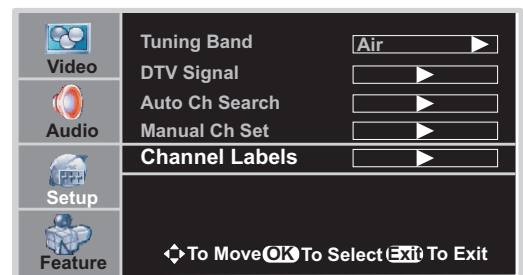 Video
Audio
Setup
Feature
Tuning Band Air
DTV Signal
Auto Ch Search
Manual Ch Set
Channel Labels
To Move OK To Select Exit To Exit